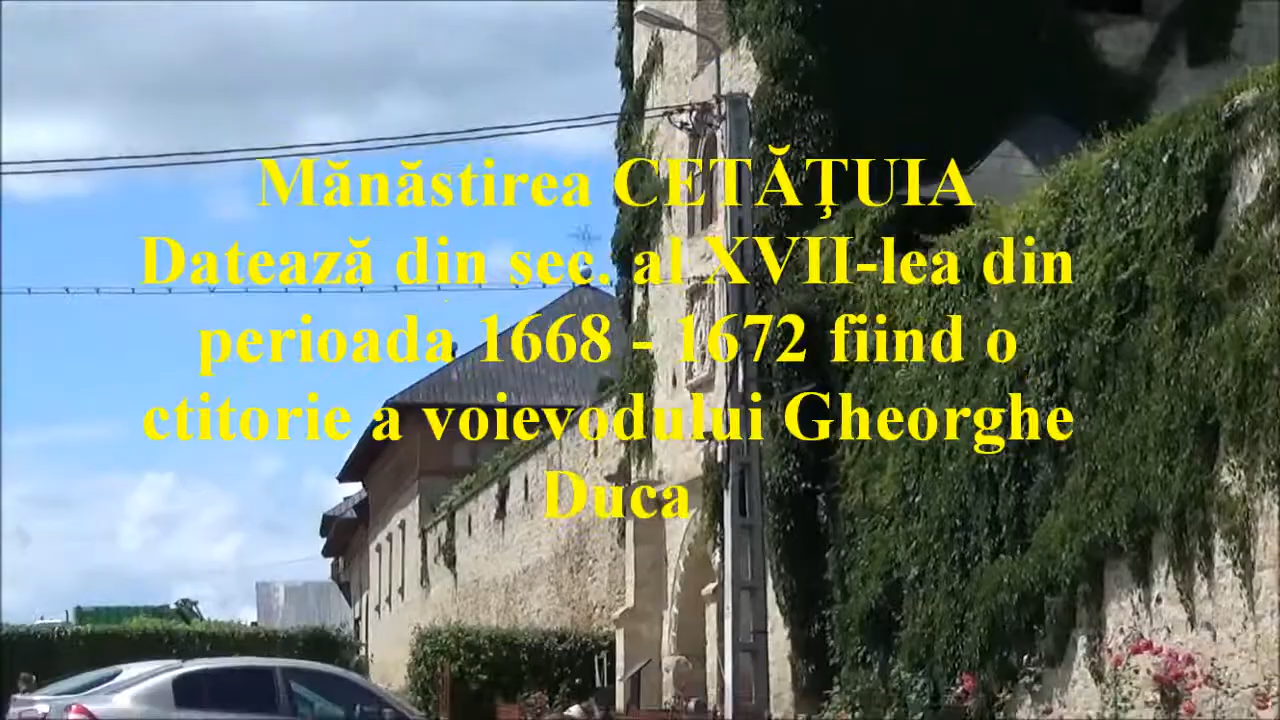 Mănăstirea CETĂŢUIA
Datează din sec. al XVII-lea din
perioada 1668 - 1672 fiind o
ctitorie a voievodului Gheorghe
Duca